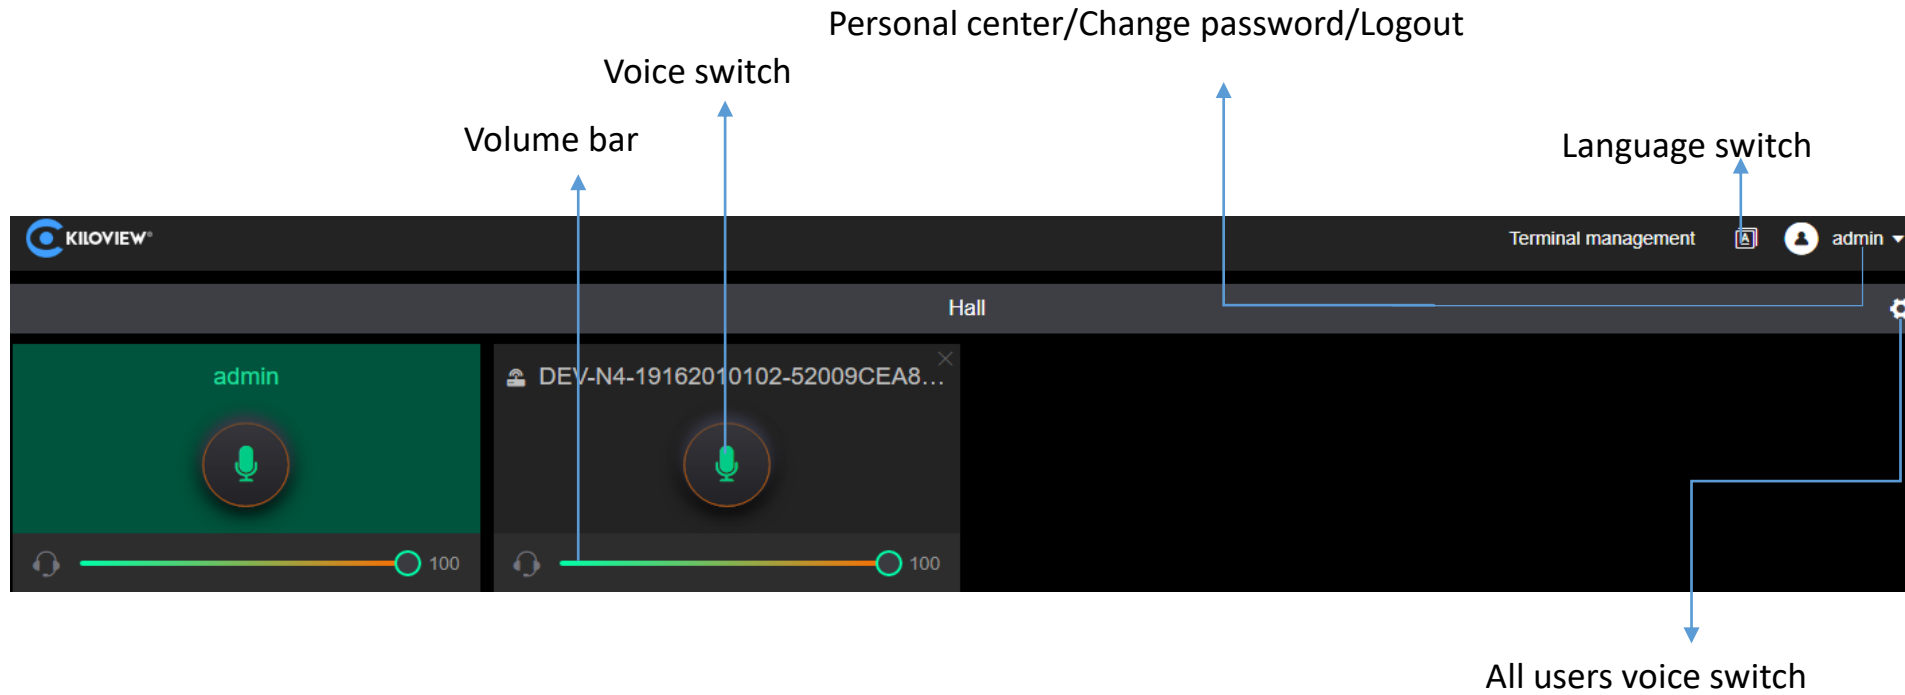 Personal center/Change password/Logout
Voice switch
Volume bar
Language switch
KILOVIEW®
Terminal management
A
admin
Hall
admin
DEV-N4-19162010102-52009CEA8...
100
100
All users voice switch